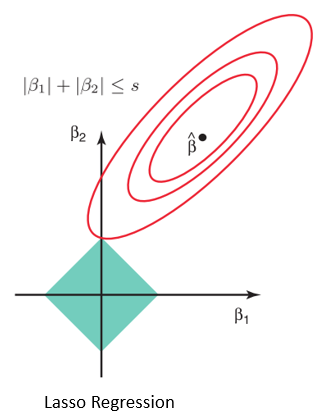 |β₁| + |β₂| ≤ s
β₂
β̂
β₁
Lasso Regression